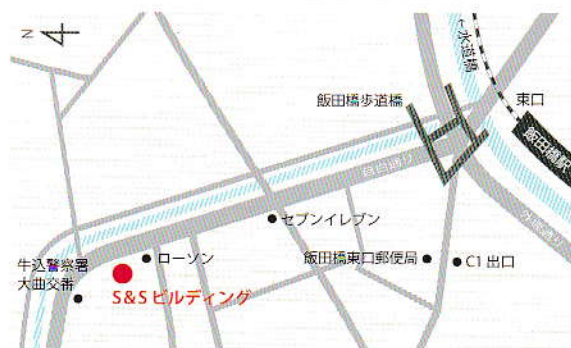 N
←水道橋
東口
飯田橋歩道橋
飯田橋駅
目白通り
外堀通り
セブンイレブン
牛込警察署
大曲交番
ローソン
飯田橋東口郵便局
C1 出口
S&Sビルディング